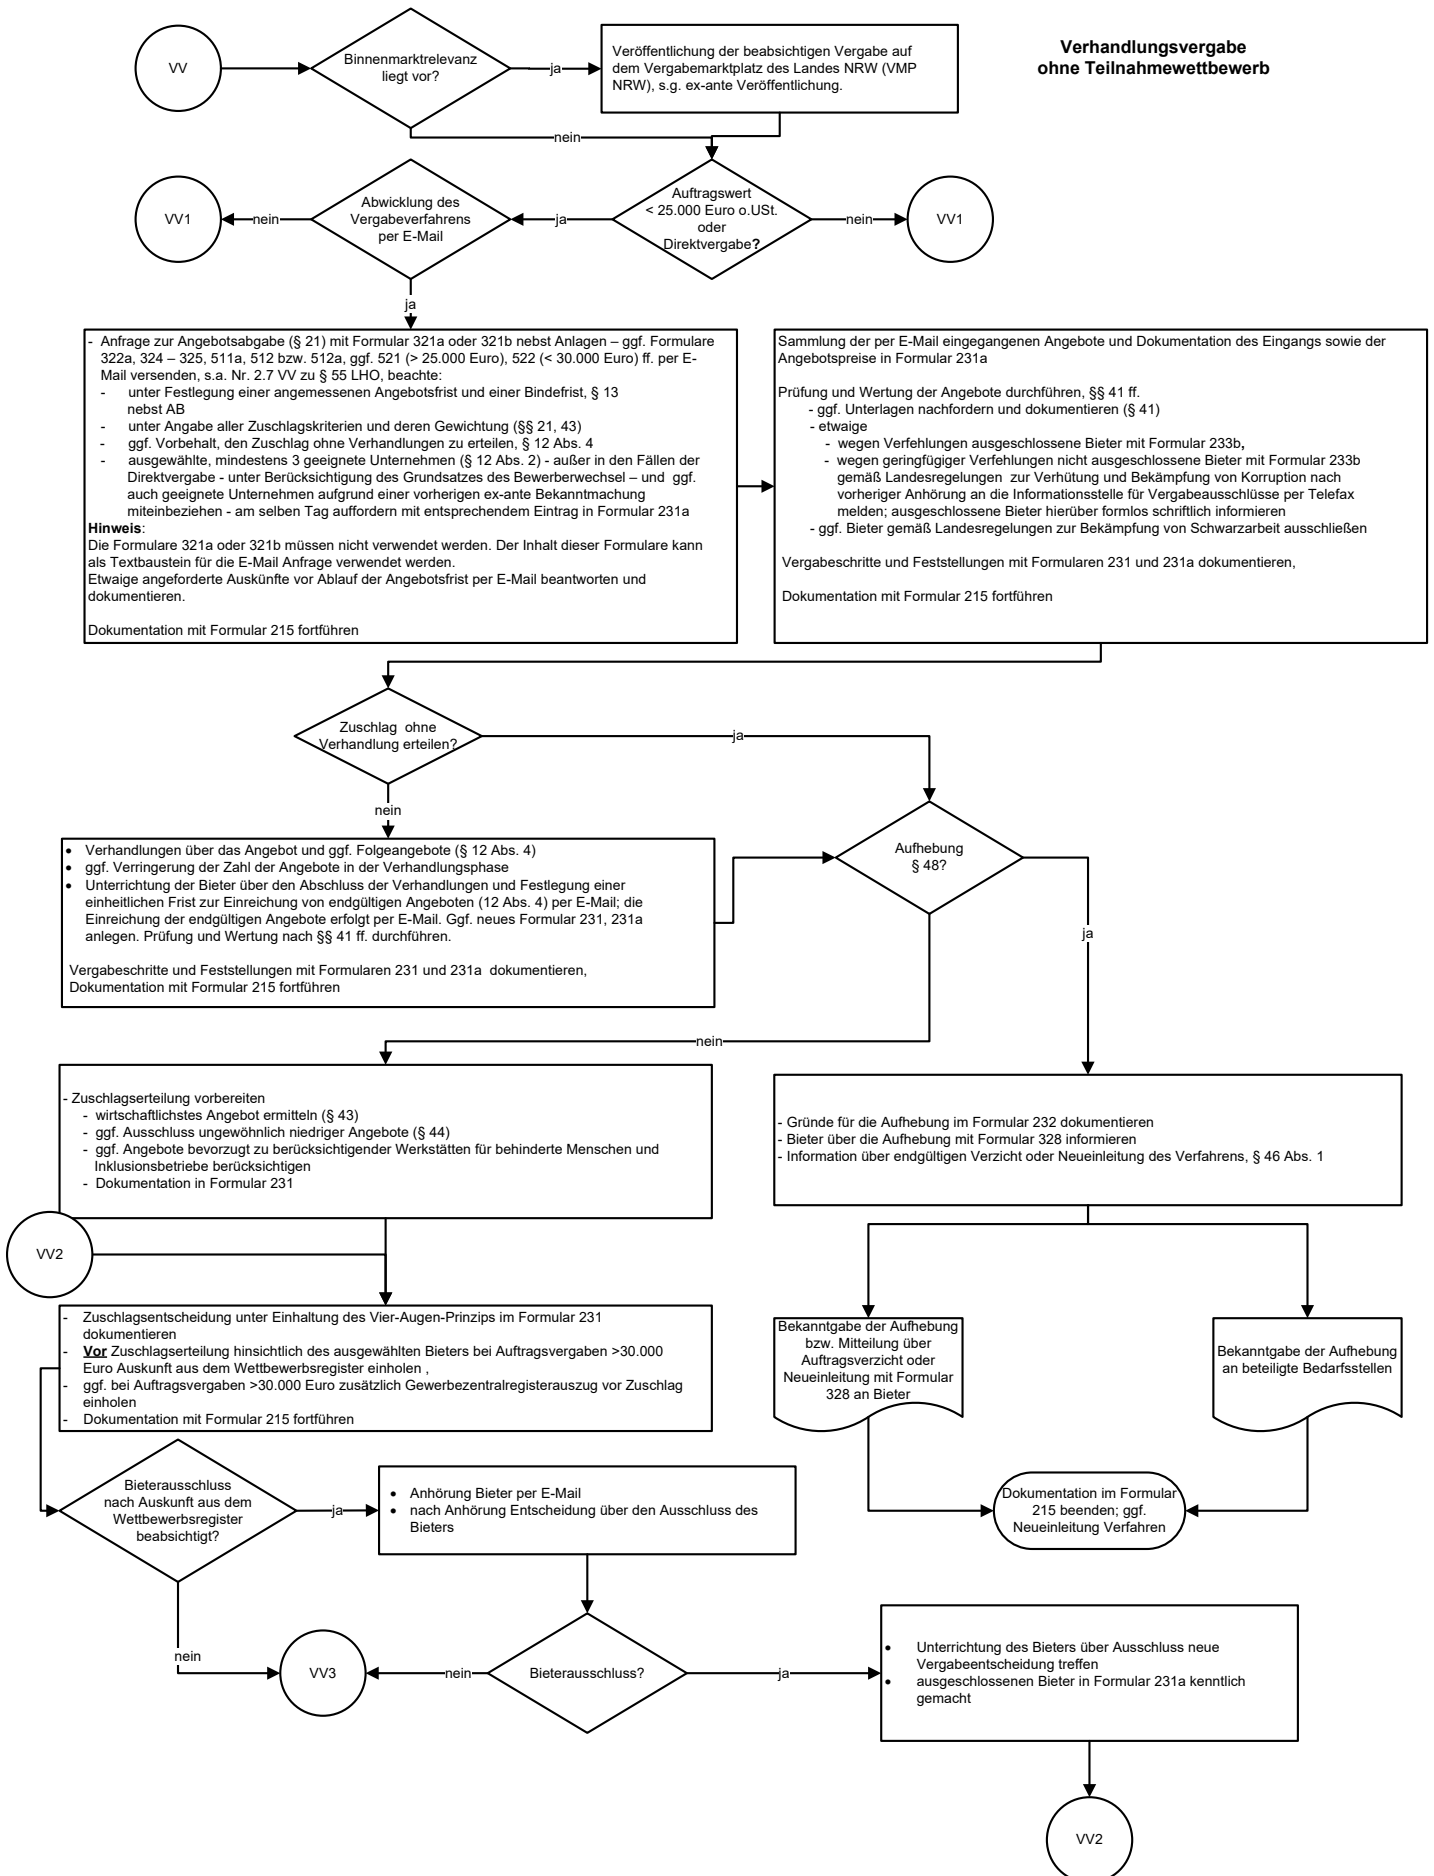 Verhandlungsvergabe
ohne Teilnahmewettbewerb
VV
Binnenmarktrelevanz
liegt vor?
ja
Veröffentlichung der beabsichtigen Vergabe auf
dem Vergabemarktplatz des Landes NRW (VMP
NRW), s.g. ex-ante Veröffentlichung.
nein
VV1
nein
Abwicklung des
Vergabeverfahrens
per E-Mail
ja
Auftragswert
< 25.000 Euro o.USt.
oder
Direktvergabe?
nein
VV1
ja
- Anfrage zur Angebotsabgabe (§ 21) mit Formular 321a oder 321b nebst Anlagen – ggf. Formulare
322a, 324 – 325, 511a, 512 bzw. 512a, ggf. 521 (> 25.000 Euro), 522 (< 30.000 Euro) ff. per E-
Mail versenden, s.a. Nr. 2.7 VV zu § 55 LHO, beachte:
- unter Festlegung einer angemessenen Angebotsfrist und einer Bindefrist, § 13
nebst AB
- unter Angabe aller Zuschlagskriterien und deren Gewichtung (§§ 21, 43)
- ggf. Vorbehalt, den Zuschlag ohne Verhandlungen zu erteilen, § 12 Abs. 4
- ausgewählte, mindestens 3 geeignete Unternehmen (§ 12 Abs. 2) - außer in den Fällen der
Direktvergabe - unter Berücksichtigung des Grundsatzes des Bewerberwechsel – und ggf.
auch geeignete Unternehmen aufgrund einer vorherigen ex-ante Bekanntmachung
miteinbeziehen - am selben Tag auffordern mit entsprechendem Eintrag in Formular 231a
Hinweis:
Die Formulare 321a oder 321b müssen nicht verwendet werden. Der Inhalt dieser Formulare kann
als Textbaustein für die E-Mail Anfrage verwendet werden.
Etwaige angeforderte Auskünfte vor Ablauf der Angebotsfrist per E-Mail beantworten und
dokumentieren.
Dokumentation mit Formular 215 fortführen
Sammlung der per E-Mail eingegangenen Angebote und Dokumentation des Eingangs sowie der
Angebotspreise in Formular 231a
Prüfung und Wertung der Angebote durchführen, §§ 41 ff.
- ggf. Unterlagen nachfordern und dokumentieren (§ 41)
- etwaige
- wegen Verfehlungen ausgeschlossene Bieter mit Formular 233b,
- wegen geringfügiger Verfehlungen nicht ausgeschlossene Bieter mit Formular 233b
gemäß Landesregelungen zur Verhütung und Bekämpfung von Korruption nach
vorheriger Anhörung an die Informationsstelle für Vergabeausschlüsse per Telefax
melden; ausgeschlossene Bieter hierüber formlos schriftlich informieren
- ggf. Bieter gemäß Landesregelungen zur Bekämpfung von Schwarzarbeit ausschließen
Vergabeschritte und Feststellungen mit Formularen 231 und 231a dokumentieren,
Dokumentation mit Formular 215 fortführen
Zuschlag ohne
Verhandlung erteilen?
ja
nein
• Verhandlungen über das Angebot und ggf. Folgeangebote (§ 12 Abs. 4)
• ggf. Verringerung der Zahl der Angebote in der Verhandlungsphase
• Unterrichtung der Bieter über den Abschluss der Verhandlungen und Festlegung einer
einheitlichen Frist zur Einreichung von endgültigen Angeboten (12 Abs. 4) per E-Mail; die
Einreichung der endgültigen Angebote erfolgt per E-Mail. Ggf. neues Formular 231, 231a
anlegen. Prüfung und Wertung nach §§ 41 ff. durchführen.
Vergabeschritte und Feststellungen mit Formularen 231 und 231a dokumentieren,
Dokumentation mit Formular 215 fortführen
Aufhebung
§ 48?
ja
nein
- Zuschlagserteilung vorbereiten
- wirtschaftlichstes Angebot ermitteln (§ 43)
- ggf. Ausschluss ungewöhnlich niedriger Angebote (§ 44)
- ggf. Angebote bevorzugt zu berücksichtigender Werkstätten für behinderte Menschen und
Inklusionsbetriebe berücksichtigen
- Dokumentation in Formular 231
- Gründe für die Aufhebung im Formular 232 dokumentieren
- Bieter über die Aufhebung mit Formular 328 informieren
- Information über endgültigen Verzicht oder Neueinleitung des Verfahrens, § 46 Abs. 1
VV2
- Zuschlagsentscheidung unter Einhaltung des Vier-Augen-Prinzips im Formular 231
dokumentieren
- Vor Zuschlagserteilung hinsichtlich des ausgewählten Bieters bei Auftragsvergaben >30.000
Euro Auskunft aus dem Wettbewerbsregister einholen ,
- ggf. bei Auftragsvergaben >30.000 Euro zusätzlich Gewerbezentralregisterauszug vor Zuschlag
einholen
- Dokumentation mit Formular 215 fortführen
Bekanntgabe der Aufhebung
bzw. Mitteilung über
Auftragsverzicht oder
Neueinleitung mit Formular
328 an Bieter
Bekanntgabe der Aufhebung
an beteiligte Bedarfsstellen
Bieterausschluss
nach Auskunft aus dem
Wettbewerbsregister
beabsichtigt?
ja
• Anhörung Bieter per E-Mail
• nach Anhörung Entscheidung über den Ausschluss des
Bieters
Dokumentation im Formular
215 beenden; ggf.
Neueinleitung Verfahren
nein
VV3
nein
Bieterausschluss?
ja
• Unterrichtung des Bieters über Ausschluss neue
Vergabeentscheidung treffen
• ausgeschlossenen Bieter in Formular 231a kenntlich
gemacht
VV2